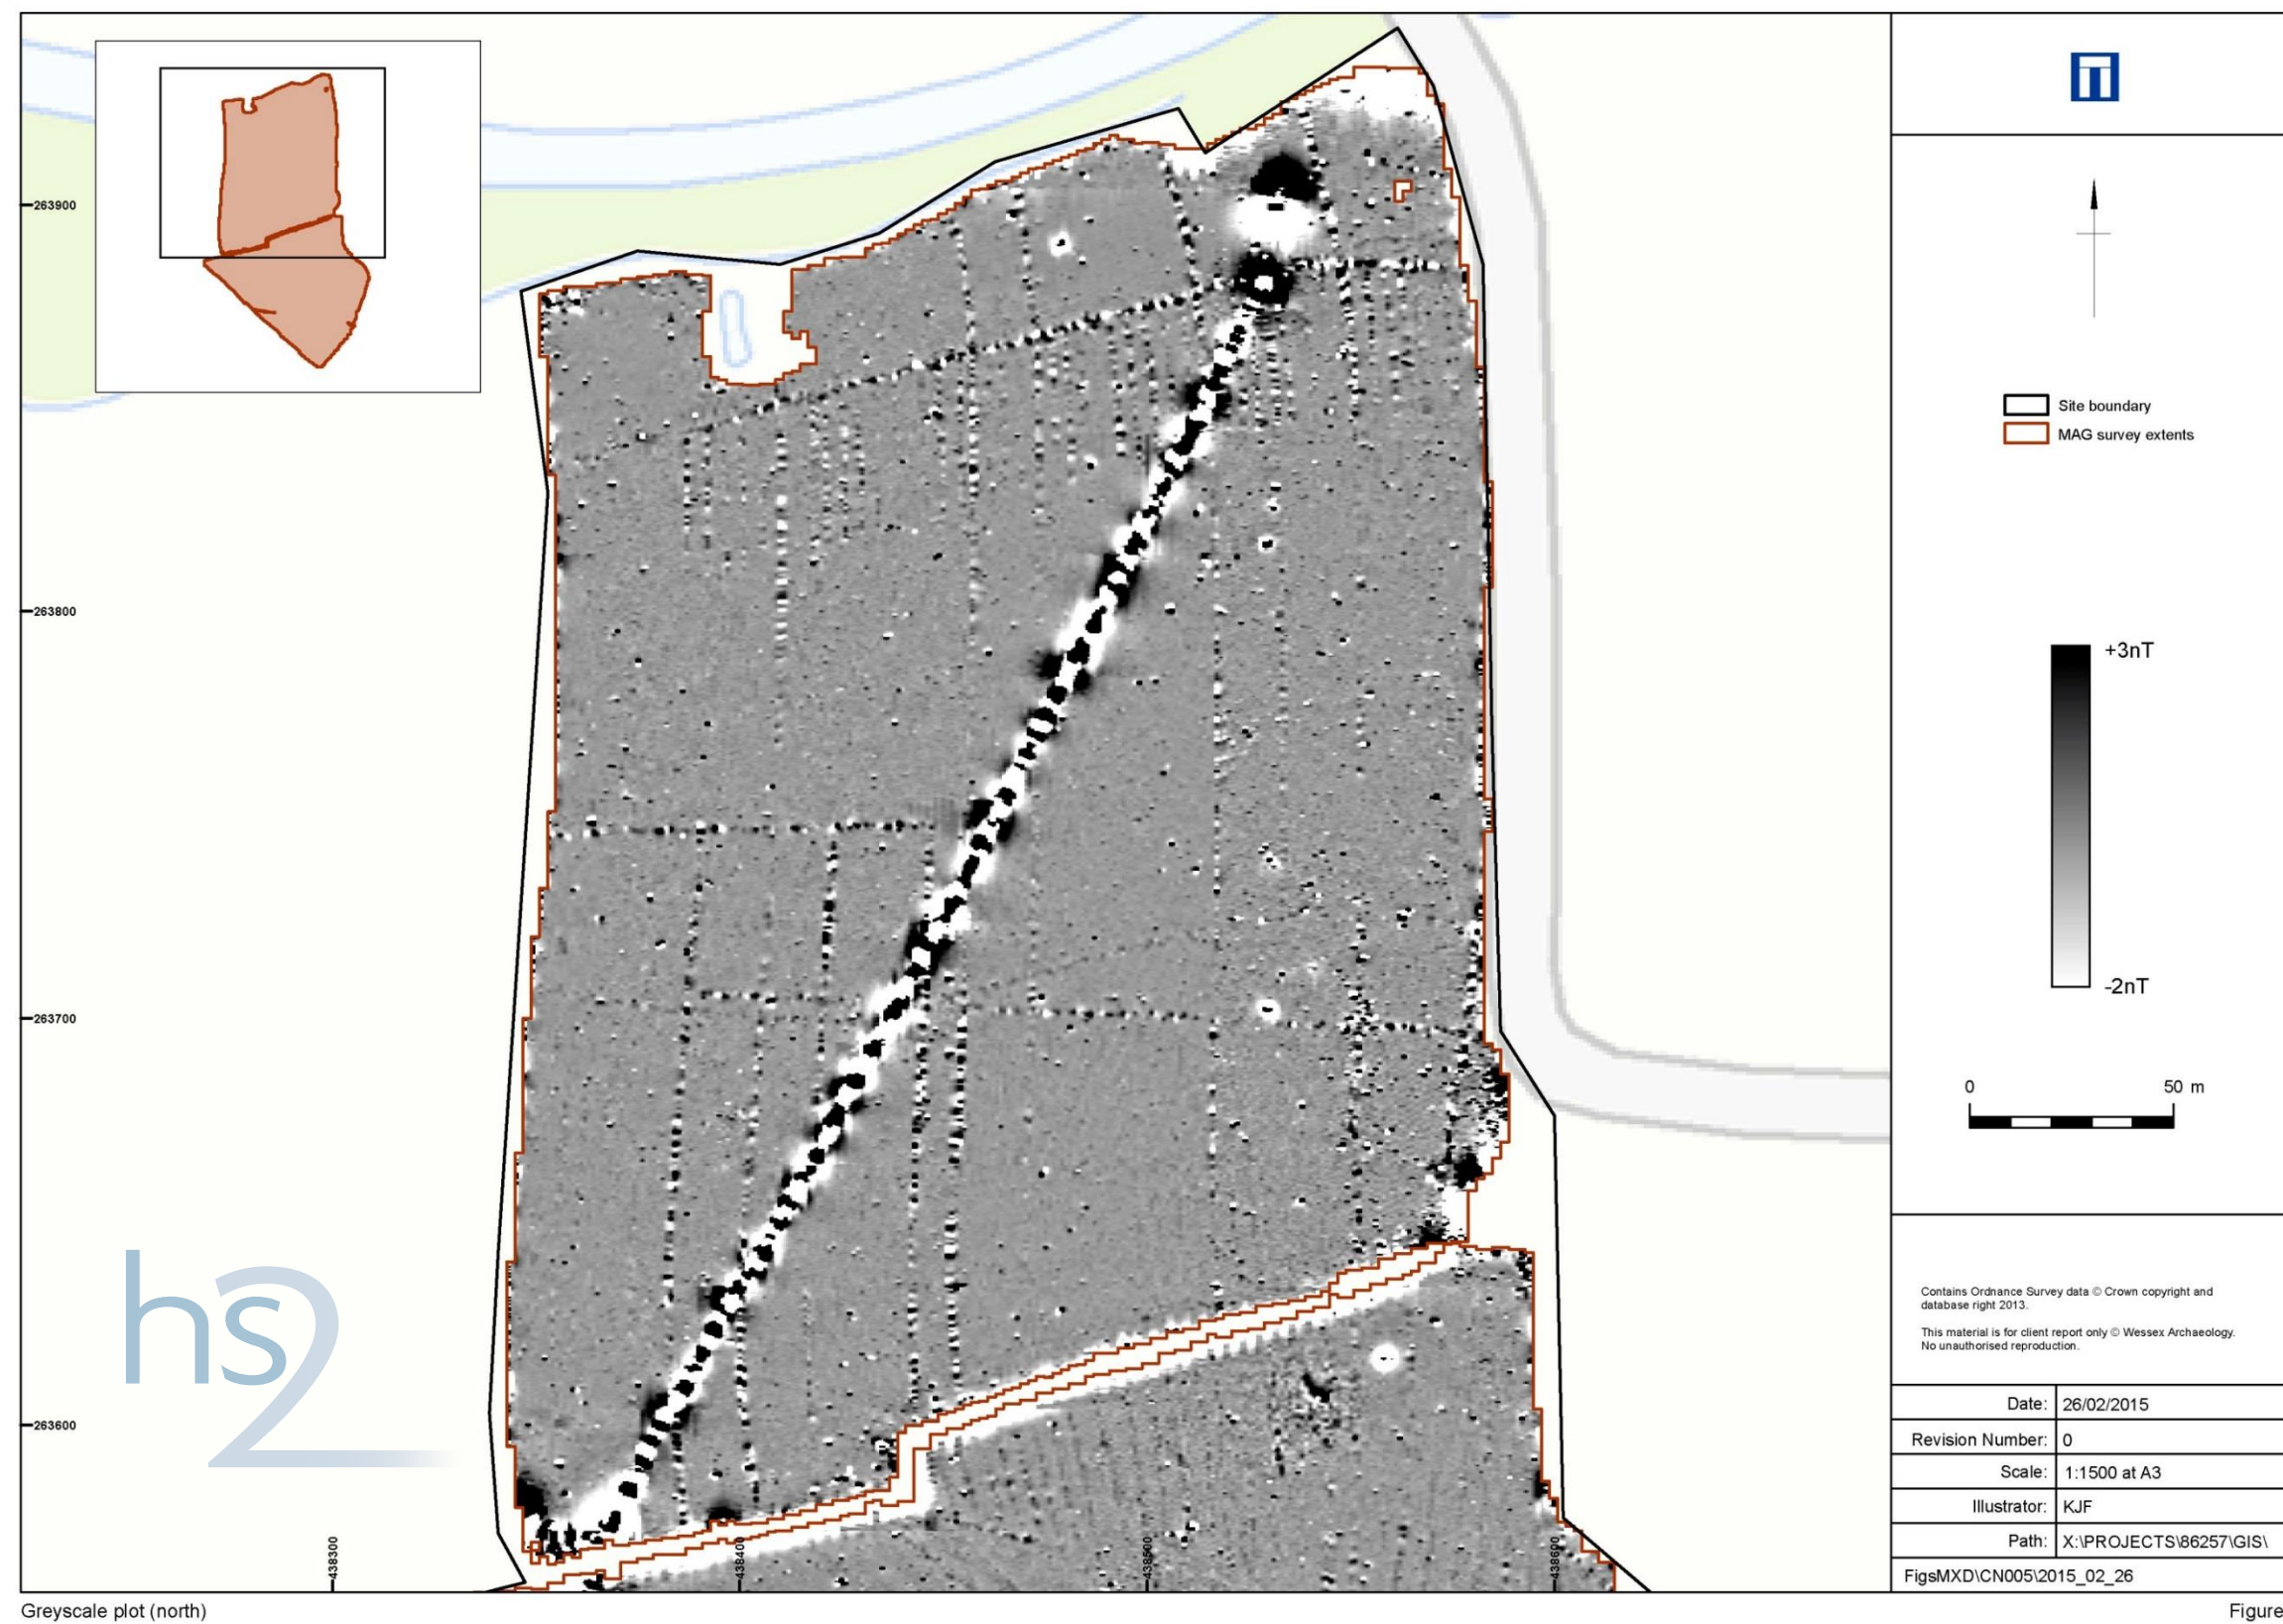 263900
263800
263700
263600
438300
438400
438500
438600
hs2
Site boundary
MAG survey extents
+3nT
-2nT
0 50 m
Contains Ordnance Survey data © Crown copyright and
database right 2013.
This material is for client report only © Wessex Archaeology.
No unauthorised reproduction.
Date: 26/02/2015
Revision Number: 0
Scale: 1:1500 at A3
Illustrator: KJF
Path: X:\PROJECTS\86257\GIS\
FigsMXD\CN005\2015_02_26
Greyscale plot (north)
Figure